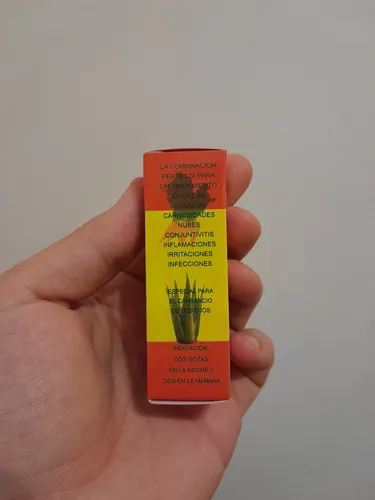 LA COMBINACION
PERFECTA PARA
UN TRATAMIENTO
CARNOSIDADES
NUBES
CONJUNTIVITIS
INFLAMACIONES
IRRITACIONES
INFECCIONES
ESPECIAL PARA
EL CANSANCIO
DE LOS OJOS
INDICACION
DOS GOTAS
EN LA NOCHE Y
DOS EN LA MAÑANA